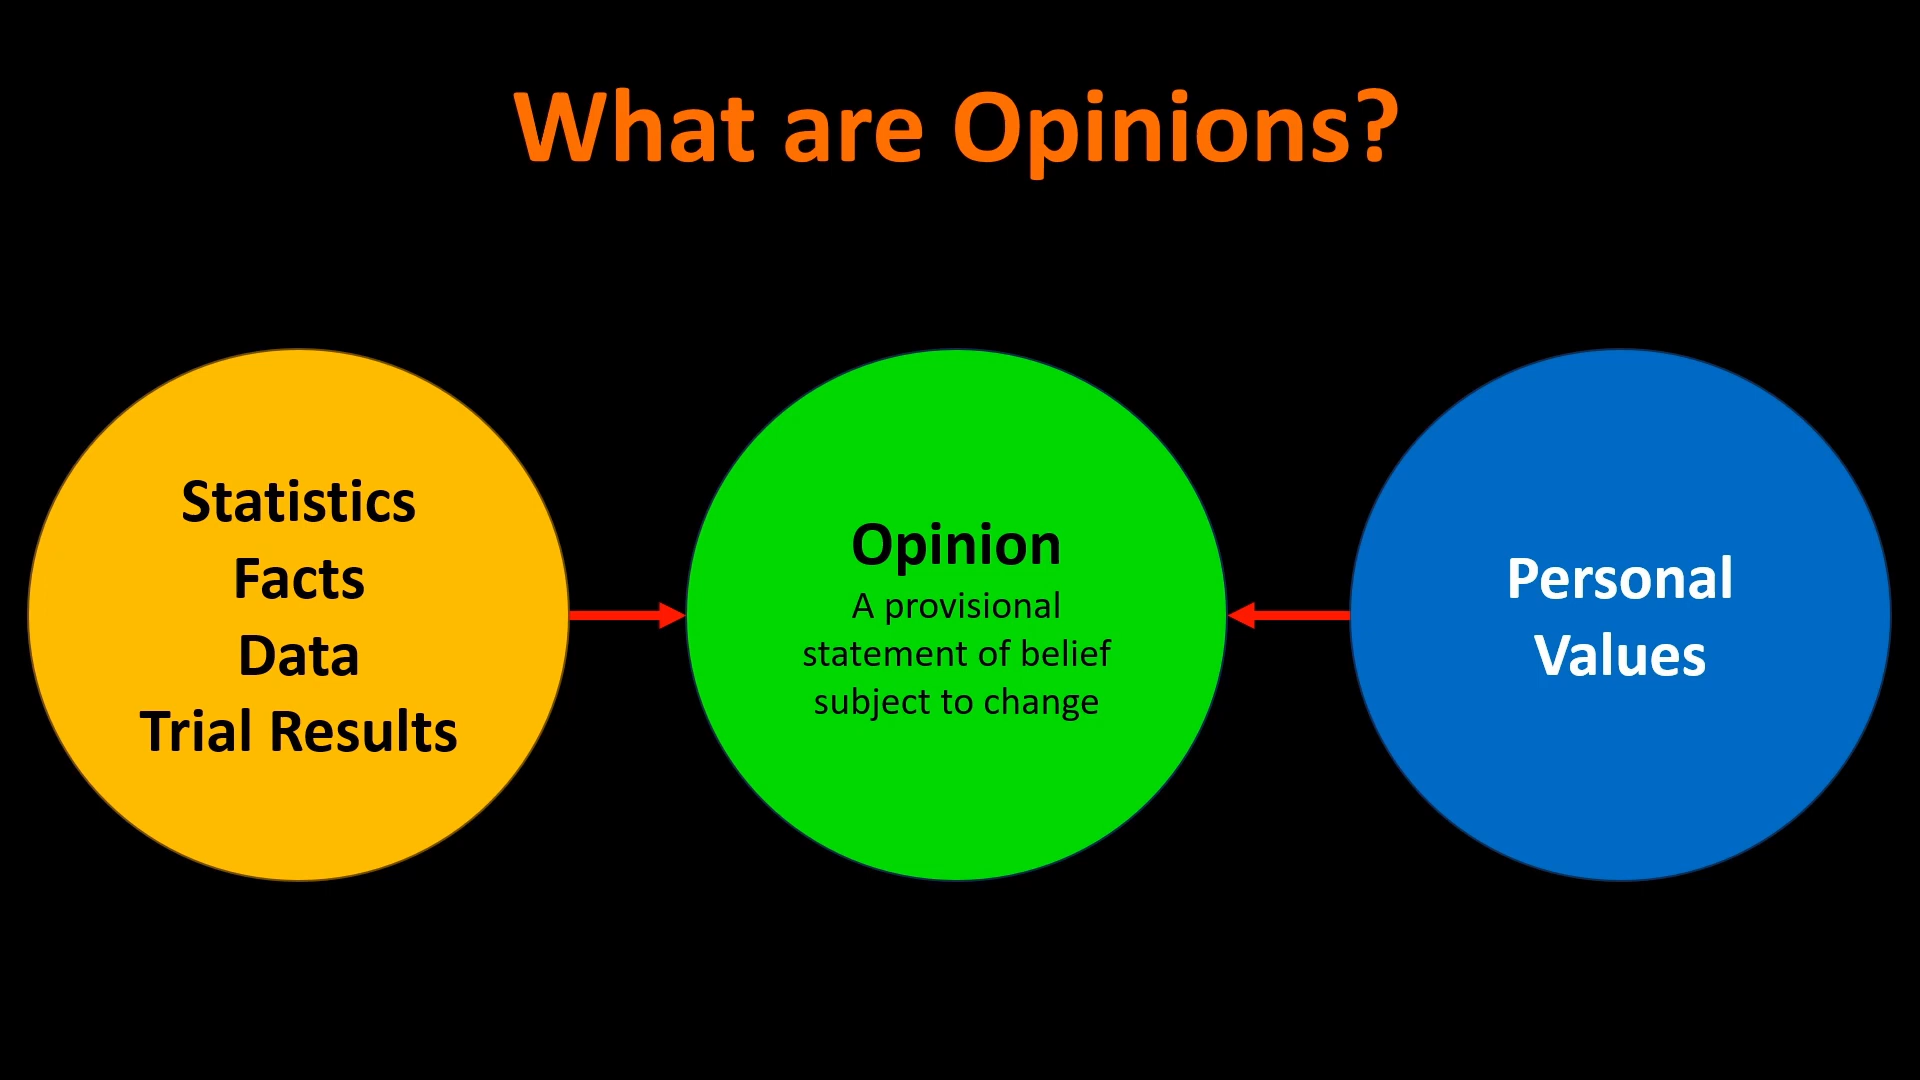 What are Opinions?
Statistics
Facts
Data
Trial Results
Opinion
A provisional
statement of belief
subject to change
Personal
Values